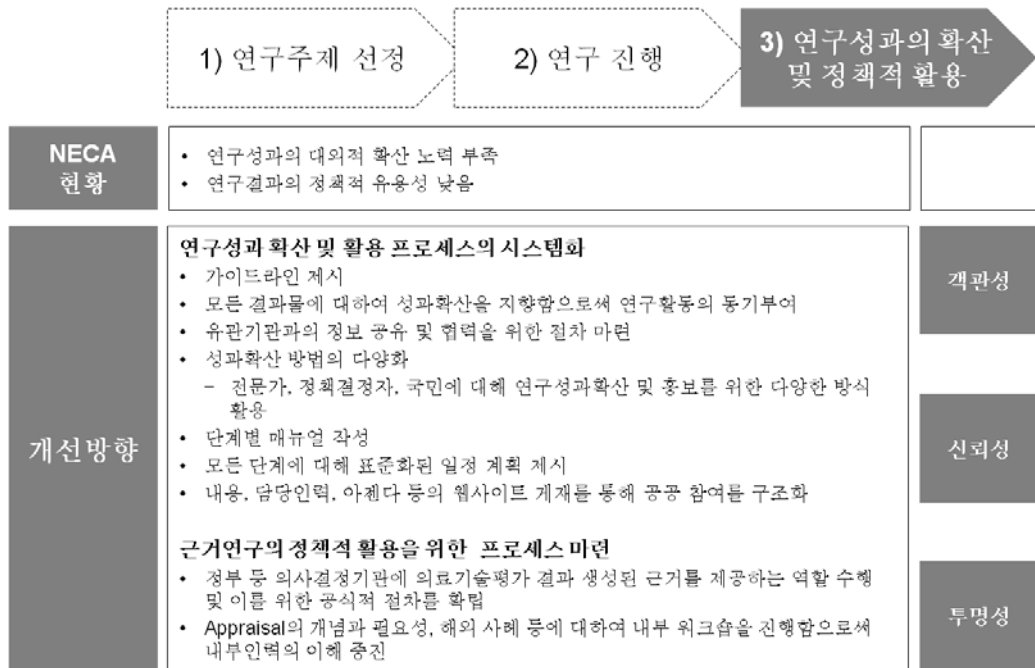 1) 연구주제 선정
2) 연구 진행
3) 연구성과의 확산
및 정책적 활용
NECA
현황
• 연구성과의 대외적 확산 노력 부족
• 연구결과의 정책적 유용성 낮음
개선방향
연구성과 확산 및 활용 프로세스의 시스템화
• 가이드라인 제시
• 모든 결과물에 대하여 성과확산을 지향함으로써 연구활동의 동기부여
• 유관기관과의 정보 공유 및 협력을 위한 절차 마련
• 성과확산 방법의 다양화
– 전문가, 정책결정자, 국민에 대해 연구성과확산 및 홍보를 위한 다양한 방식
활용
• 단계별 매뉴얼 작성
• 모든 단계에 대해 표준화된 일정 계획 제시
• 내용, 담당인력, 아젠다 등의 웹사이트 게재를 통해 공공 참여를 구조화
근거연구의 정책적 활용을 위한 프로세스 마련
• 정부 등 의사결정기관에 의료기술평가 결과 생성된 근거를 제공하는 역할 수행
및 이를 위한 공식적 절차를 확립
• Appraisal의 개념과 필요성, 해외 사례 등에 대하여 내부 워크숍을 진행함으로써
내부인력의 이해 증진
객관성
신뢰성
투명성